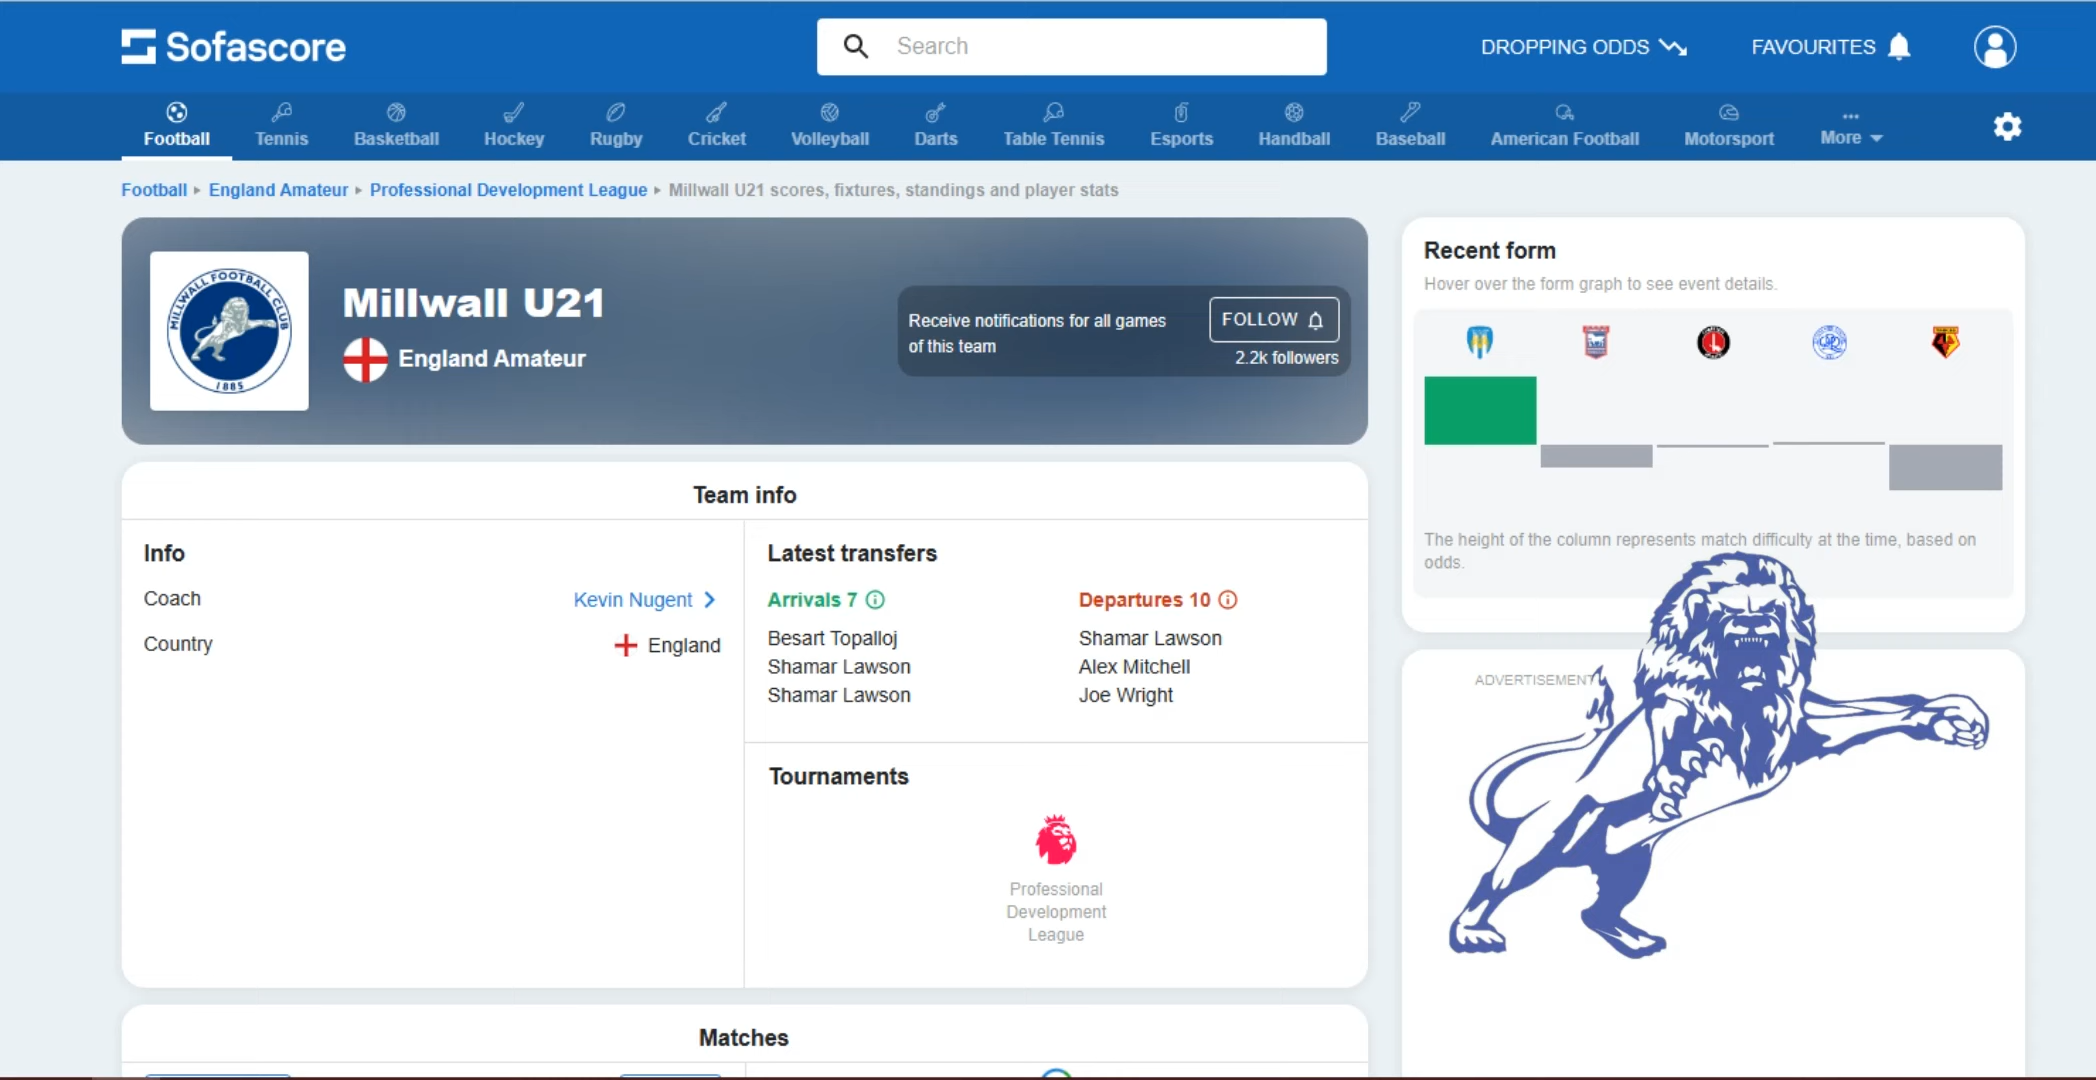 Sofascore
Search
DROPPING ODDS
FAVOURITES
Football
Tennis
Basketball
Hockey
Rugby
Cricket
Volleyball
Darts
Table Tennis
Esports
Handball
Baseball
American Football
Motorsport
More
Football England Amateur Professional Development League Millwall U21 scores, fixtures, standings and player stats
MILLWALL FOOTBALL CLUB
1885
Millwall U21
England Amateur
Receive notifications for all games
of this team
FOLLOW
2.2k followers
Recent form
Hover over the form graph to see event details.
The height of the column represents match difficulty at the time, based on
odds.
Team info
Info
Coach
Kevin Nugent
Country
England
Latest transfers
Arrivals 7
Besart Topalloj
Shamar Lawson
Shamar Lawson
Departures 10
Shamar Lawson
Alex Mitchell
Joe Wright
Tournaments
Professional
Development
League
ADVERTISEMENT
Matches